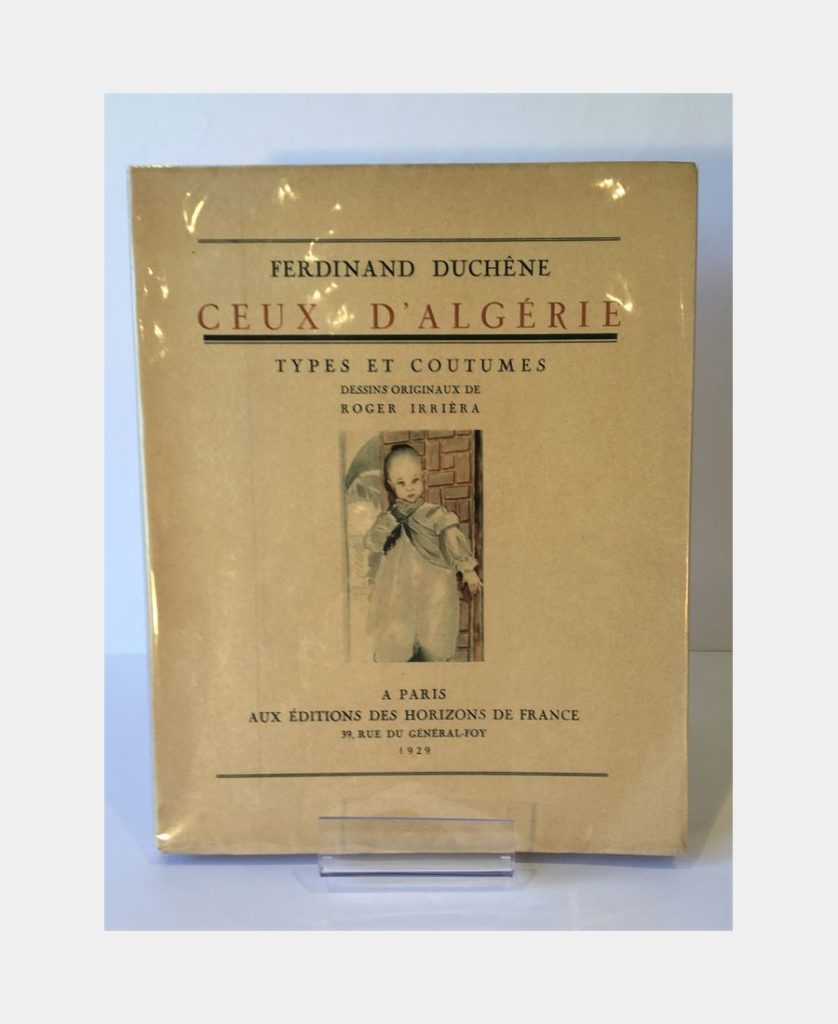 FERDINAND DUCHÊNE
CEUX D'ALGÉRIE
TYPES ET COUTUMES
DESSINS ORIGINAUX DE
ROGER IRRIÈRA
A PARIS
AUX ÉDITIONS DES HORIZONS DE FRANCE
39, RUE DU GÉNÉRAL-FOY
1929